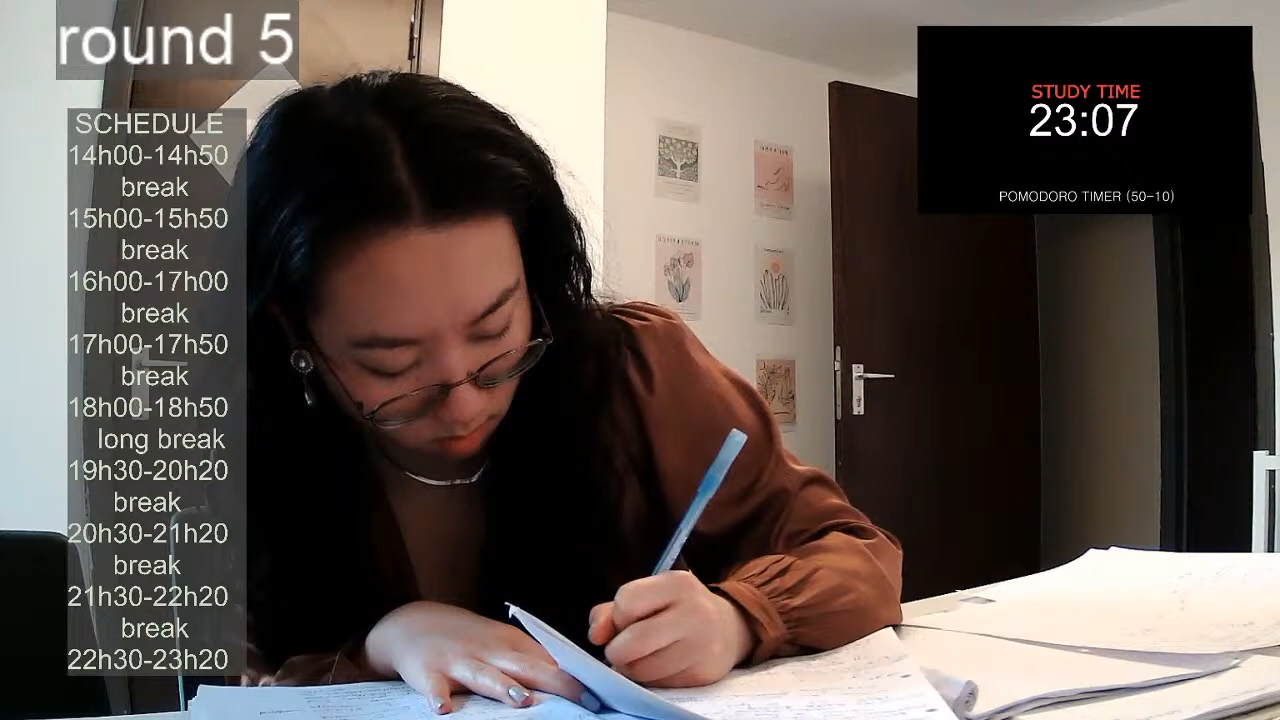 round 5
SCHEDULE
14h00-14h50
break
15h00-15h50
break
16h00-17h00
break
17h00-17h50
break
18h00-18h50
long break
19h30-20h20
break
20h30-21h20
break
21h30-22h20
break
22h30-23h20
STUDY TIME
23:07
POMODORO TIMER (50-10)